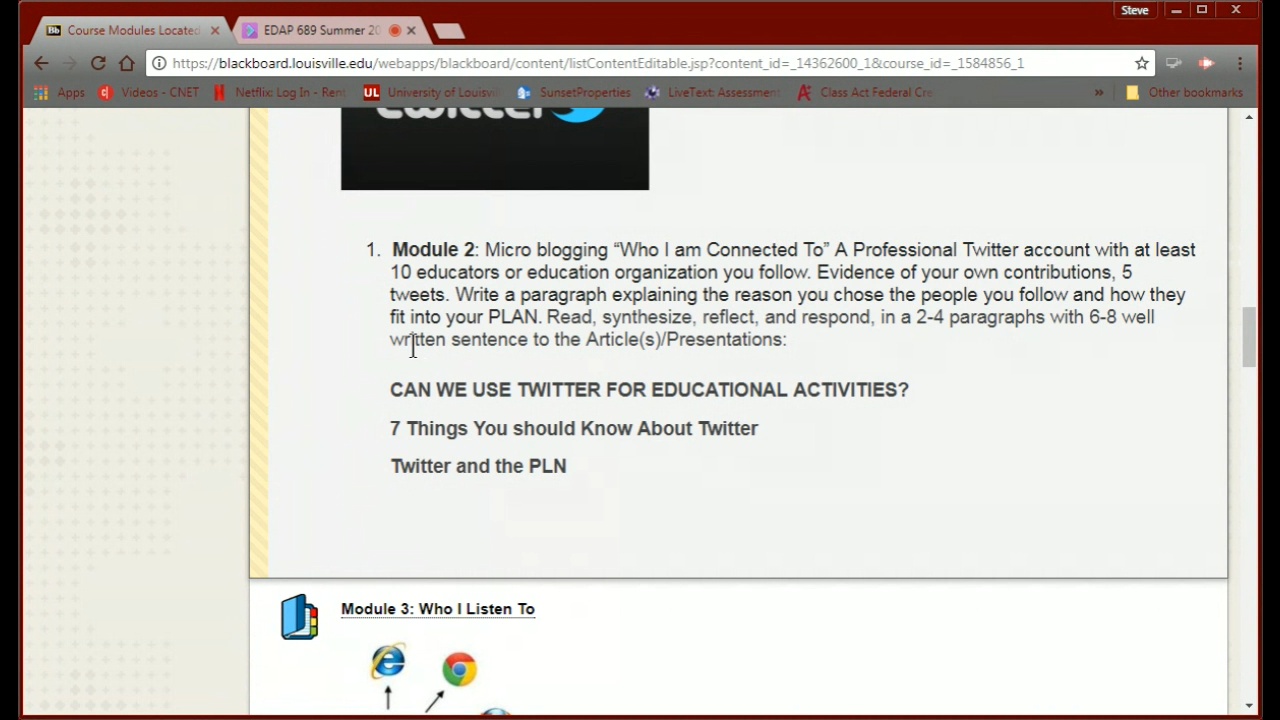 Steve
Course Modules Located
EDAP 689 Summer 20
https://blackboard.louisville.edu/webapps/blackboard/content/listContentEditable.jsp?content_id=_14362600_1&course_id=_1584856_1
Apps Videos - CNET Netflix: Log In - Rent UL University of Louisvil SunsetProperties LiveText: Assessment Class Act Federal Cre » Other bookmarks
twitter
1. Module 2: Micro blogging “Who I am Connected To” A Professional Twitter account with at least
10 educators or education organization you follow. Evidence of your own contributions, 5
tweets. Write a paragraph explaining the reason you chose the people you follow and how they
fit into your PLAN. Read, synthesize, reflect, and respond, in a 2-4 paragraphs with 6-8 well
written sentence to the Article(s)/Presentations:
CAN WE USE TWITTER FOR EDUCATIONAL ACTIVITIES?
7 Things You should Know About Twitter
Twitter and the PLN
Module 3: Who I Listen To